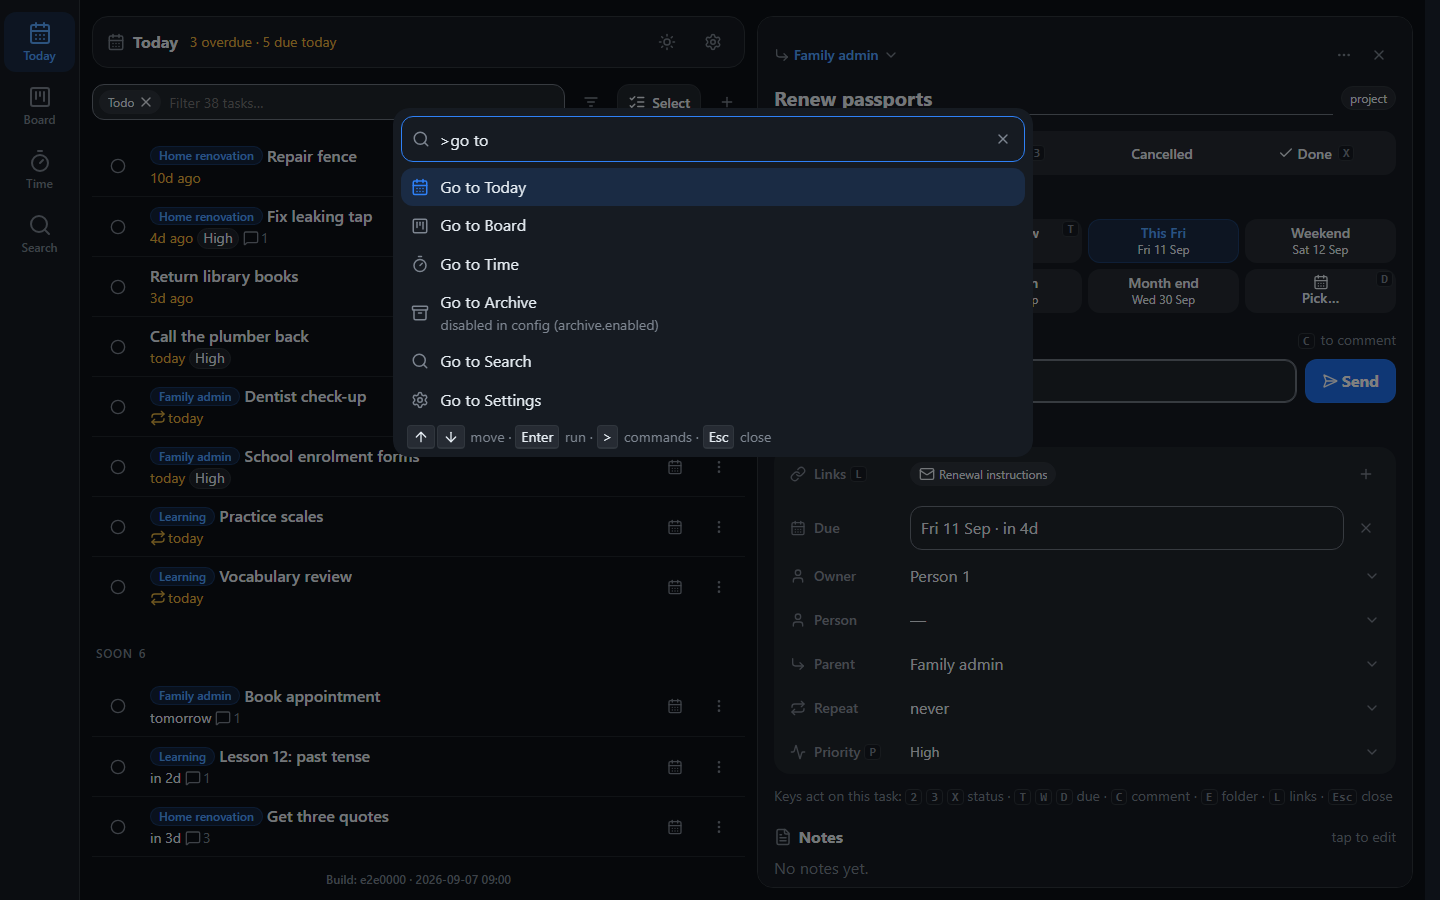 Today
Board
Time
Search
Today 3 overdue · 5 due today
Todo Filter 38 tasks...
Select
Home renovation Repair fence
10d ago
Home renovation Fix leaking tap
4d ago High 1
Return library books
3d ago
Call the plumber back
today High
Family admin Dentist check-up
today
Family admin School enrolment forms
today High
Learning Practice scales
today
Learning Vocabulary review
today
SOON 6
Family admin Book appointment
tomorrow 1
Learning Lesson 12: past tense
in 2d 1
Home renovation Get three quotes
in 3d 3
Build: e2e0000 · 2026-09-07 09:00
>go to
Go to Today
Go to Board
Go to Time
Go to Archive
disabled in config (archive.enabled)
Go to Search
Go to Settings
move · Enter run · > commands · Esc close
Family admin
Renew passports
project
3 Cancelled Done X
T
This Fri
Fri 11 Sep
Weekend
Sat 12 Sep
Month end
Wed 30 Sep
Pick... D
C to comment
Send
Links L Renewal instructions
Due Fri 11 Sep · in 4d
Owner Person 1
Person —
Parent Family admin
Repeat never
Priority P High
Keys act on this task: 2 3 X status · T W D due · C comment · E folder · L links · Esc close
Notes tap to edit
No notes yet.